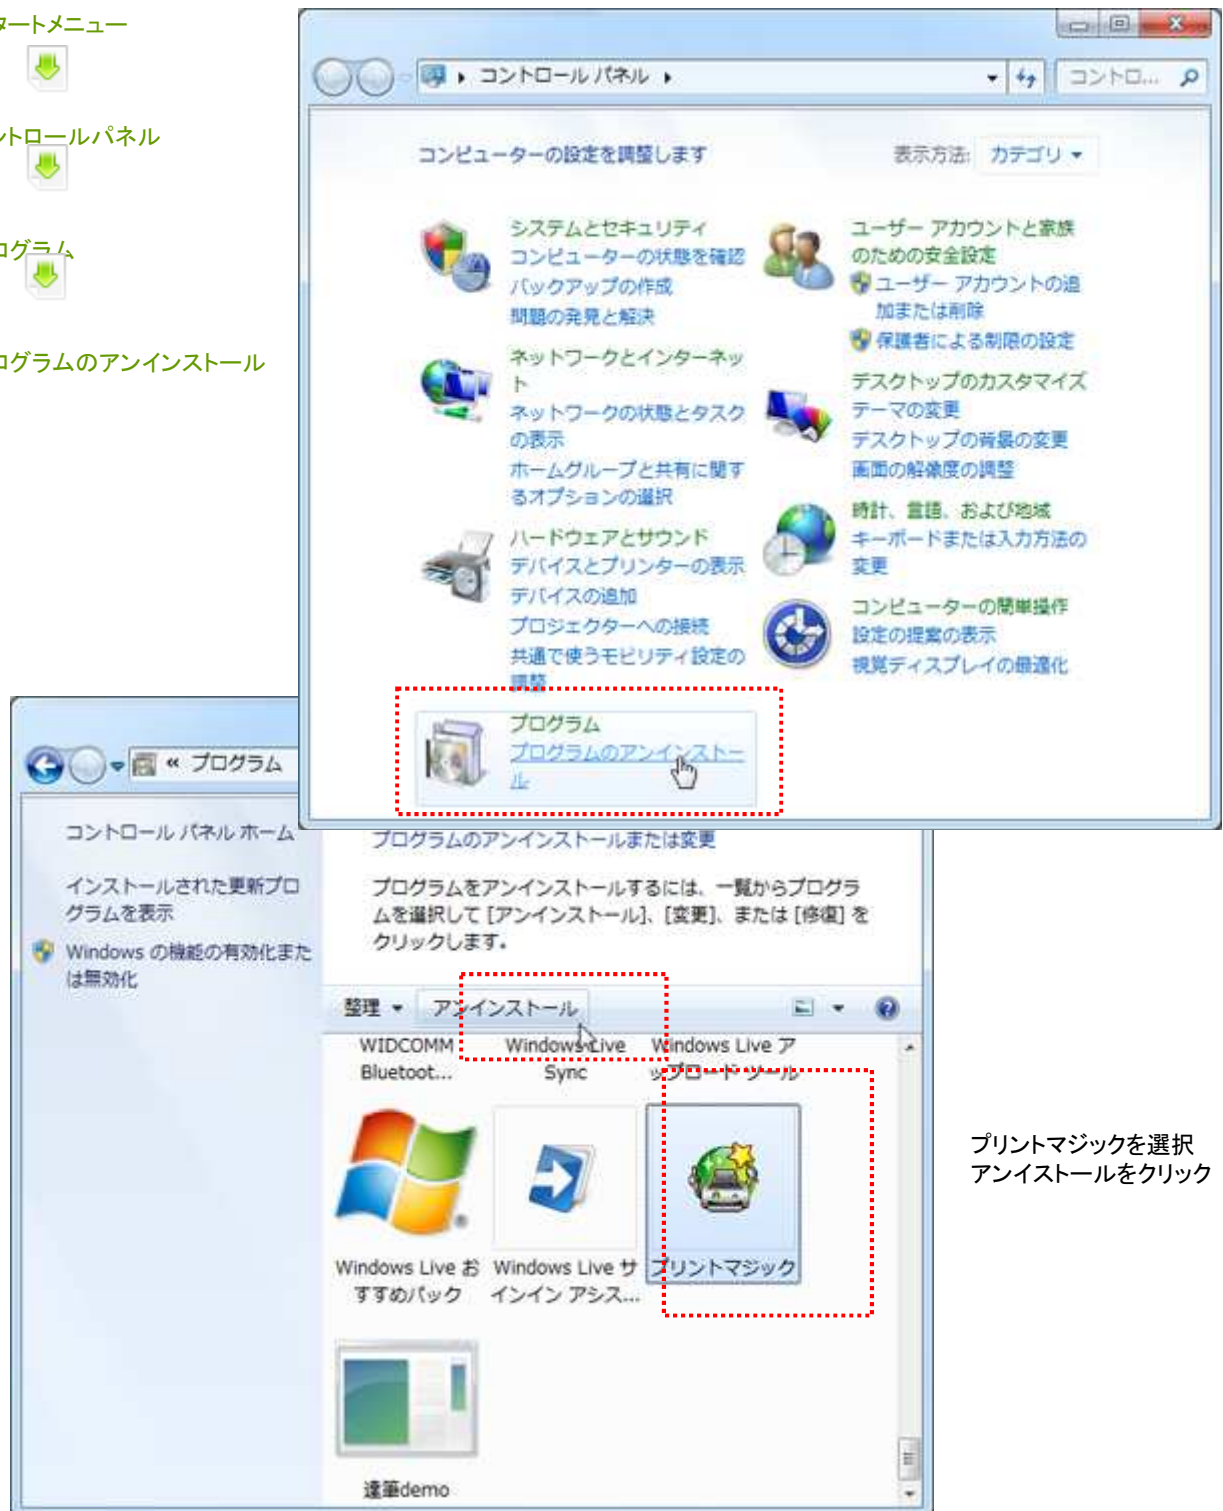 タートメニュー
ントロールパネル
ログラム
ログラムのアンインストール
コントロール パネル
コントロ...
コンピューターの設定を調整します
表示方法: カテゴリ
システムとセキュリティ
コンピューターの状態を確認
バックアップの作成
問題の発見と解決
ネットワークとインターネッ
ト
ネットワークの状態とタスク
の表示
ホームグループと共有に関す
るオプションの選択
ハードウェアとサウンド
デバイスとプリンターの表示
デバイスの追加
プロジェクターへの接続
共通で使うモビリティ設定の
調整
プログラム
プログラムのアンインストー
ル
ユーザー アカウントと家族
のための安全設定
ユーザー アカウントの追
加または削除
保護者による制限の設定
デスクトップのカスタマイズ
テーマの変更
デスクトップの背景の変更
画面の解像度の調整
時計、言語、および地域
キーボードまたは入力方法の
変更
コンピューターの簡単操作
設定の提案の表示
視覚ディスプレイの最適化
« プログラム
コントロール パネル ホーム
インストールされた更新プロ
グラムを表示
Windows の機能の有効化また
は無効化
プログラムのアンインストールまたは変更
プログラムをアンインストールするには、一覧からプログラ
ムを選択して [アンインストール]、[変更]、または [修復] を
クリックします。
整理 アンインストール
WIDCOMM
Bluetoot...
Windows Live
Sync
Windows Live ア
ップロード ツール
Windows Live お
すすめパック
Windows Live サ
インイン アシス...
プリントマジック
達筆demo
プリントマジックを選択
アンイストールをクリック